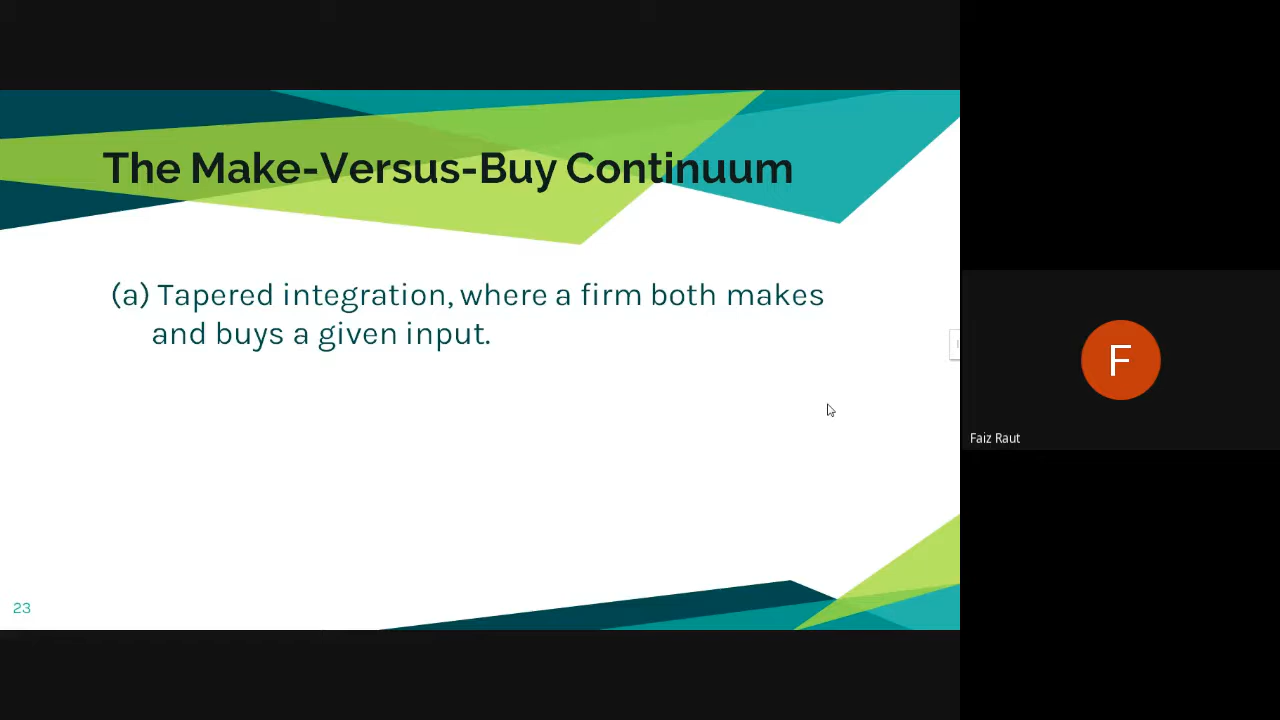 The Make-Versus-Buy Continuum
(a) Tapered integration, where a firm both makes
and buys a given input.
23
F
Faiz Raut